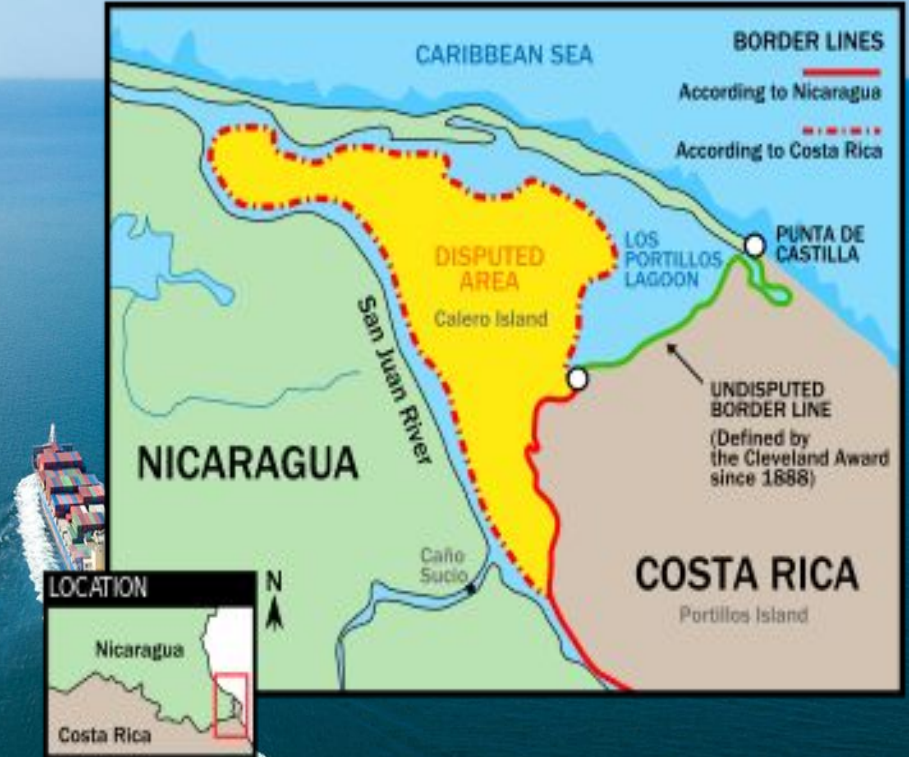 CARIBBEAN SEA
BORDER LINES
According to Nicaragua
According to Costa Rica
PUNTA DE
CASTILLA
LOS
PORTILLOS
LAGOON
DISPUTED
AREA
Calero Island
San Juan River
UNDISPUTED
BORDER LINE
(Defined by
the Cleveland Award
since 1888)
NICARAGUA
Caño
Sucio
COSTA RICA
Portillos Island
LOCATION
N
Nicaragua
Costa Rica